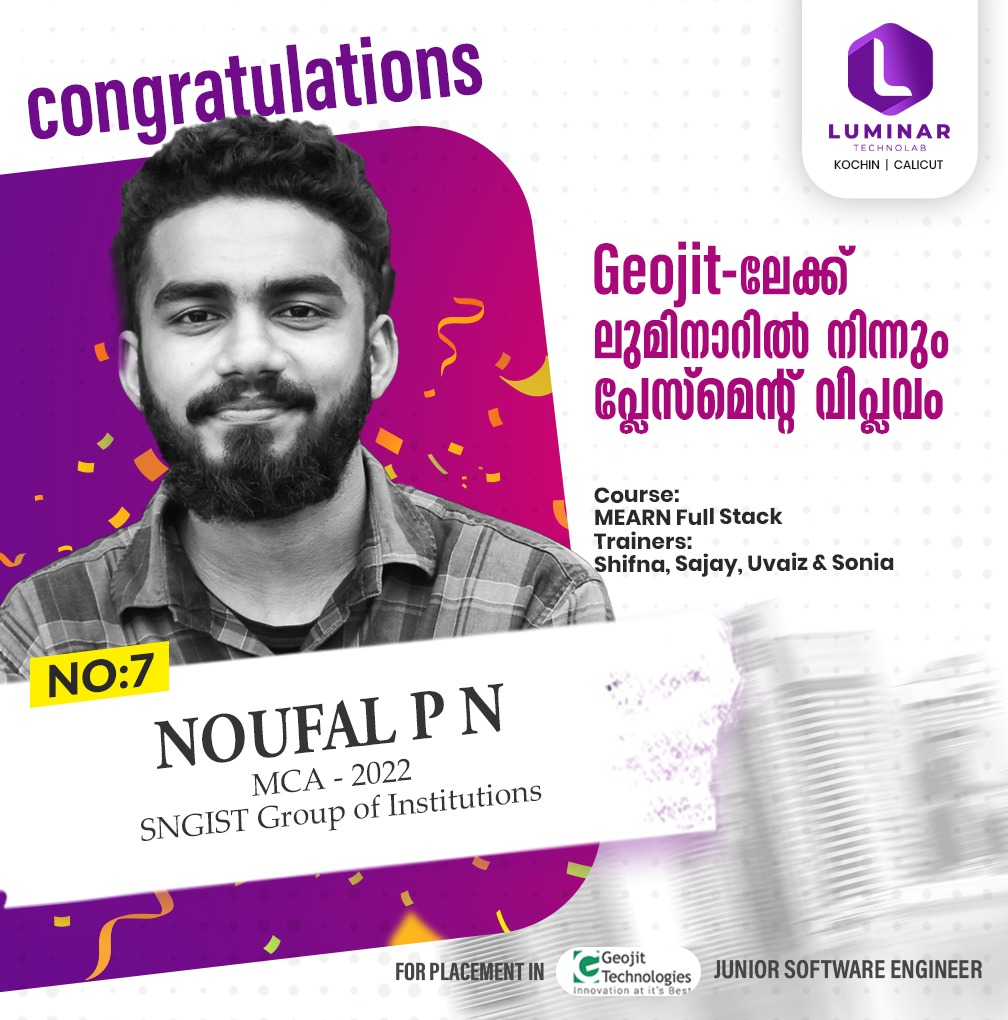 congratulations
LUMINAR
TECHNOLAB
KOCHIN | CALICUT
Geojit-ലേക്ക്
ലുമിനാറിൽ നിന്നും
പ്ലേസ്മെന്റ് വിപ്ലവം
Course:
MEARN Full Stack
Trainers:
Shifna, Sajay, Uvaiz & Sonia
NO:7
NOUFAL P N
MCA - 2022
SNGIST Group of Institutions
FOR PLACEMENT IN
Geojit
Technologies
Innovation at it's Best
JUNIOR SOFTWARE ENGINEER